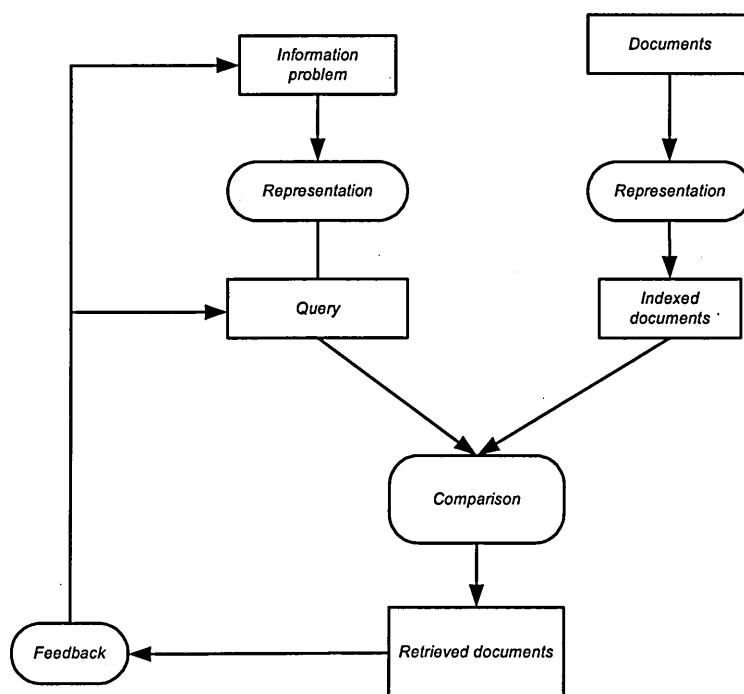 Information
problem
Documents
Representation
Representation
Query
Indexed
documents
Comparison
Feedback
Retrieved documents